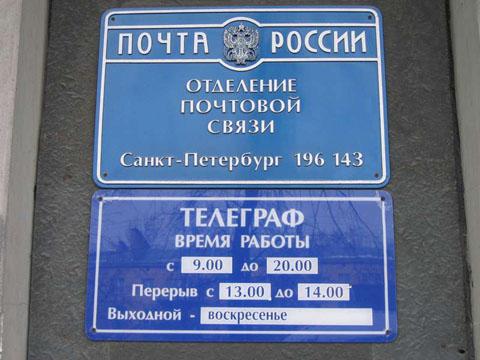 ПОЧТА РОССИИ
ОТДЕЛЕНИЕ
ПОЧТОВОЙ
СВЯЗИ
Санкт-Петербург 196 143
ТЕЛЕГРАФ
ВРЕМЯ РАБОТЫ
с 9.00 до 20.00
Перерыв с 13.00 до 14.00
Выходной - воскресенье